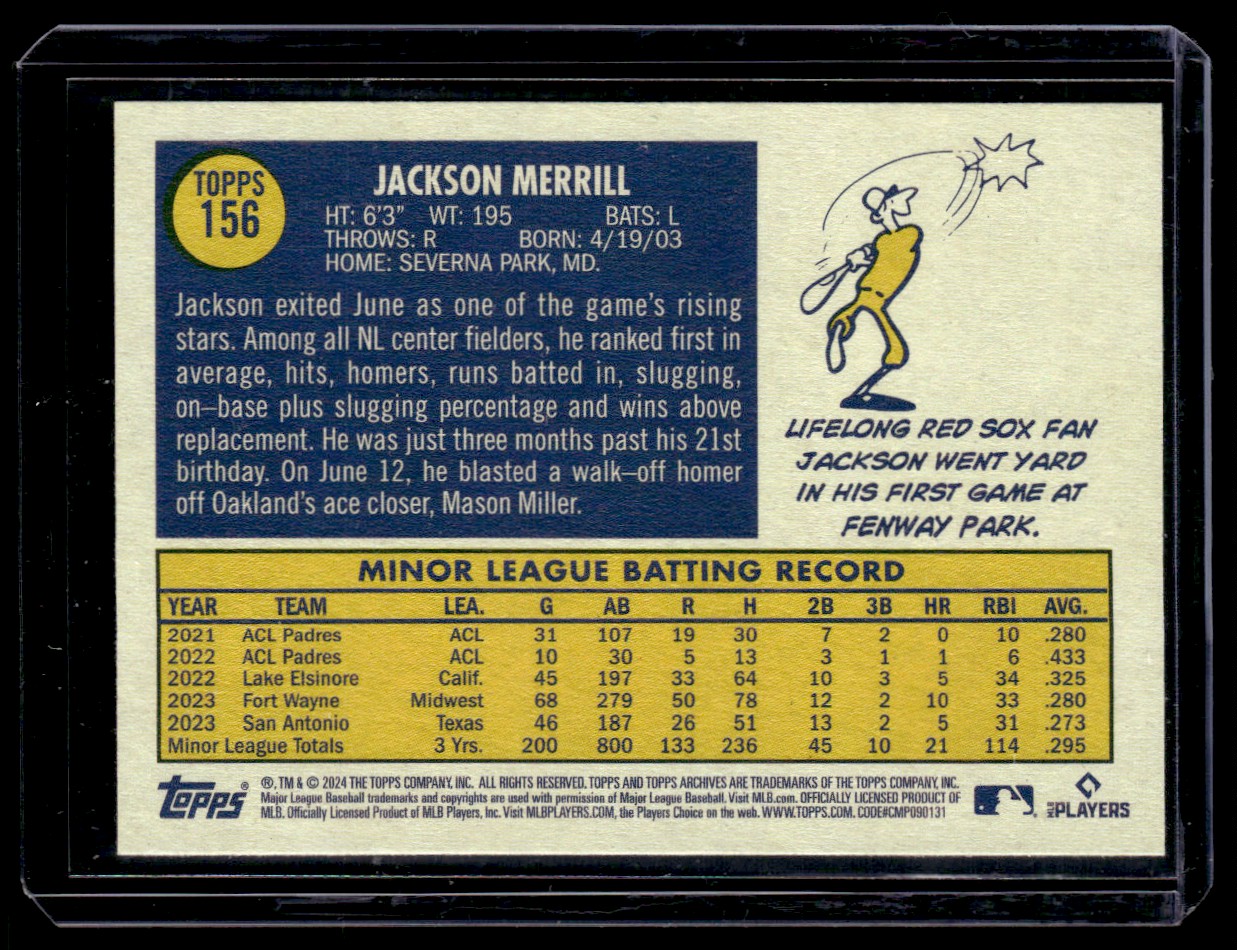 TOPPS
156
JACKSON MERRILL
HT: 6'3" WT: 195 BATS: L
THROWS: R BORN: 4/19/03
HOME: SEVERNA PARK, MD.
Jackson exited June as one of the game's rising
stars. Among all NL center fielders, he ranked first in
average, hits, homers, runs batted in, slugging,
on–base plus slugging percentage and wins above
replacement. He was just three months past his 21st
birthday. On June 12, he blasted a walk–off homer
off Oakland's ace closer, Mason Miller.
LIFELONG RED SOX FAN
JACKSON WENT YARD
IN HIS FIRST GAME AT
FENWAY PARK.
MINOR LEAGUE BATTING RECORD
YEAR TEAM LEA. G AB R H 2B 3B HR RBI AVG.
2021 ACL Padres ACL 31 107 19 30 7 2 0 10 .280
2022 ACL Padres ACL 10 30 5 13 3 1 1 6 .433
2022 Lake Elsinore Calif. 45 197 33 64 10 3 5 34 .325
2023 Fort Wayne Midwest 68 279 50 78 12 2 10 33 .280
2023 San Antonio Texas 46 187 26 51 13 2 5 31 .273
Minor League Totals 3 Yrs. 200 800 133 236 45 10 21 114 .295
topps®
®, TM & © 2024 THE TOPPS COMPANY, INC. ALL RIGHTS RESERVED. TOPPS AND TOPPS ARCHIVES ARE TRADEMARKS OF THE TOPPS COMPANY, INC.
Major League Baseball trademarks and copyrights are used with permission of Major League Baseball. Visit MLB.com. OFFICIALLY LICENSED PRODUCT OF
MLB. Officially Licensed Product of MLB Players, Inc. Visit MLBPLAYERS.COM, the Players Choice on the web. WWW.TOPPS.COM. CODE#CMP090131
MLB PLAYERS